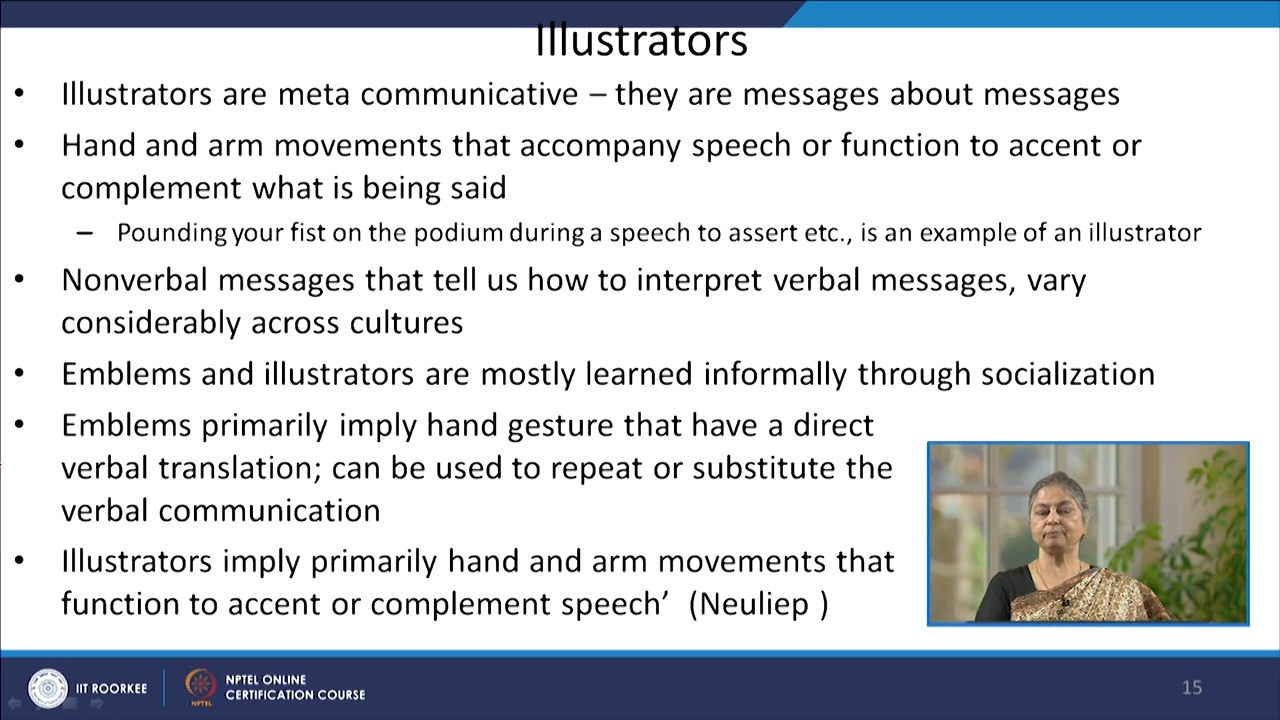 Illustrators
• Illustrators are meta communicative – they are messages about messages
• Hand and arm movements that accompany speech or function to accent or
complement what is being said
– Pounding your fist on the podium during a speech to assert etc., is an example of an illustrator
• Nonverbal messages that tell us how to interpret verbal messages, vary
considerably across cultures
• Emblems and illustrators are mostly learned informally through socialization
• Emblems primarily imply hand gesture that have a direct
verbal translation; can be used to repeat or substitute the
verbal communication
• Illustrators imply primarily hand and arm movements that
function to accent or complement speech’ (Neuliep )
IIT ROORKEE
NPTEL
NPTEL ONLINE
CERTIFICATION COURSE
15